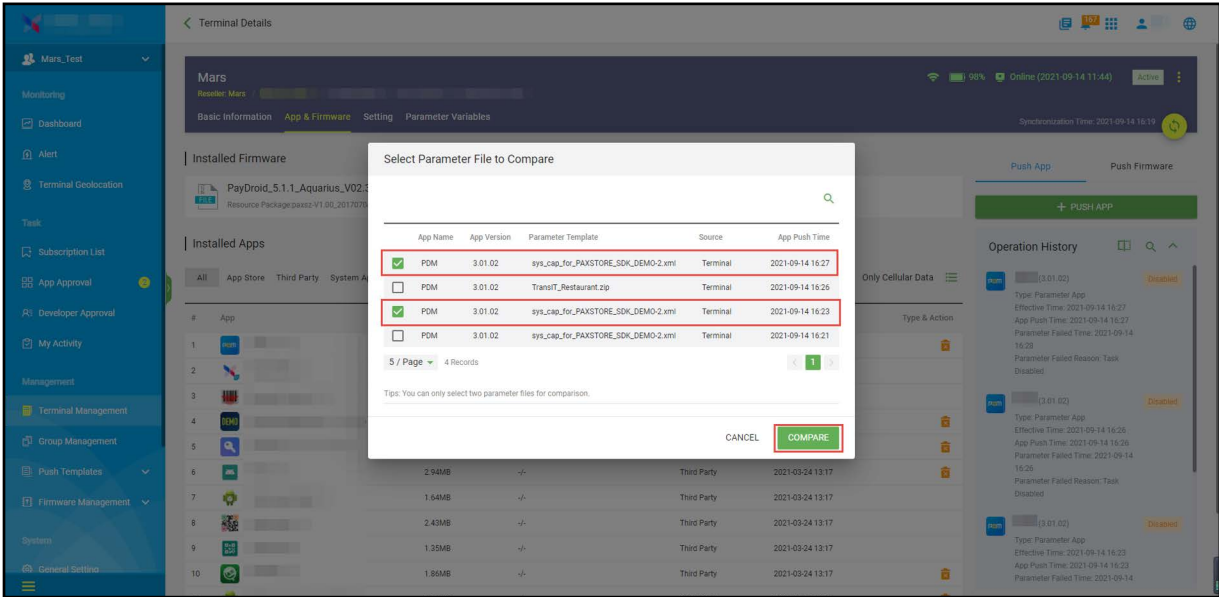 Terminal Details
167
Mars_Test
Monitoring
Dashboard
Alert
Terminal Geolocation
Task
Subscription List
App Approval
Developer Approval
My Activity
Management
Terminal Management
Group Management
Push Templates
Firmware Management
System
General Setting
Mars
98% Online (2021-09-14 11:44) Active
Reseller: Mars
Basic Information App & Firmware Setting Parameter Variables
Synchronization Time: 2021-09-14 16:19
Installed Firmware
FILE
PayDroid_5.1.1_Aquarius_V02.3
Resource Package:paxsz-V1.00_2017070
Installed Apps
All App Store Third Party System A
Only Cellular Data
# App Type & Action
1
2
3
4 DEMO
5
6 2.94MB -/- Third Party 2021-03-24 13:17
7 1.64MB -/- Third Party 2021-03-24 13:17
8 2.43MB -/- Third Party 2021-03-24 13:17
9 1.35MB -/- Third Party 2021-03-24 13:17
10 1.86MB -/- Third Party 2021-03-24 13:17
Select Parameter File to Compare
App Name App Version Parameter Template Source App Push Time
PDM 3.01.02 sys_cap_for_PAXSTORE_SDK_DEMO-2.xml Terminal 2021-09-14 16:27
PDM 3.01.02 TransIT_Restaurant.zip Terminal 2021-09-14 16:26
PDM 3.01.02 sys_cap_for_PAXSTORE_SDK_DEMO-2.xml Terminal 2021-09-14 16:23
PDM 3.01.02 sys_cap_for_PAXSTORE_SDK_DEMO-2.xml Terminal 2021-09-14 16:21
5 / Page 4 Records
1
Tips: You can only select two parameter files for comparison.
CANCEL COMPARE
Push App Push Firmware
+ PUSH APP
Operation History
(3.01.02) Disabled
Type: Parameter App
Effective Time: 2021-09-14 16:27
App Push Time: 2021-09-14 16:27
Parameter Failed Time: 2021-09-14
16:28
Parameter Failed Reason: Task
Disabled
(3.01.02) Disabled
Type: Parameter App
Effective Time: 2021-09-14 16:26
App Push Time: 2021-09-14 16:26
Parameter Failed Time: 2021-09-14
16:26
Parameter Failed Reason: Task
Disabled
(3.01.02) Disabled
Type: Parameter App
Effective Time: 2021-09-14 16:23
App Push Time: 2021-09-14 16:23
Parameter Failed Time: 2021-09-14